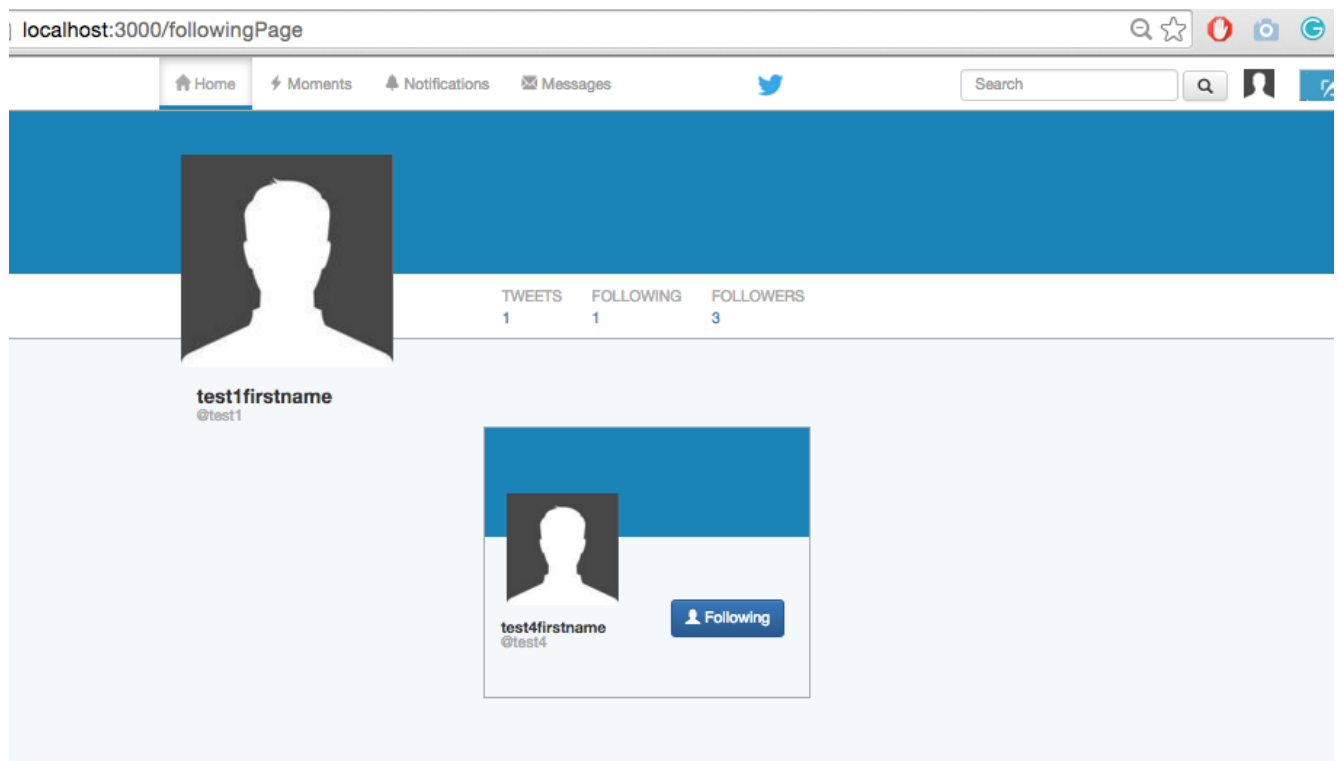 localhost:3000/followingPage
Home Moments Notifications Messages Search
TWEETS FOLLOWING FOLLOWERS
1 1 3
test1firstname
@test1
test4firstname
@test4
Following